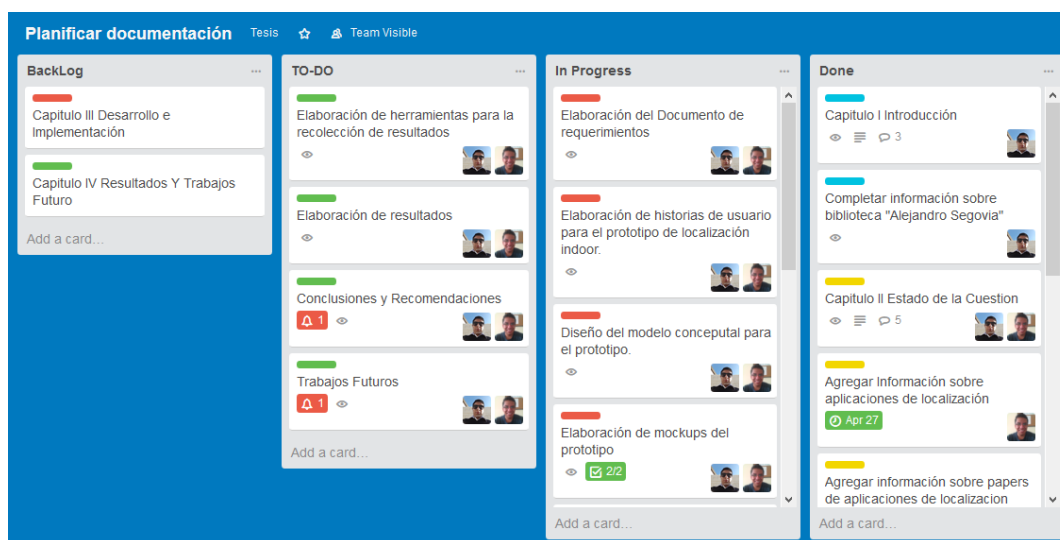 Planificar documentación Tesis Team Visible
BackLog
Capitulo III Desarrollo e
Implementación
Capitulo IV Resultados Y Trabajos
Futuro
Add a card...
TO-DO
Elaboración de herramientas para la
recolección de resultados
Elaboración de resultados
Conclusiones y Recomendaciones
1
Trabajos Futuros
1
Add a card...
In Progress
Elaboración del Documento de
requerimientos
Elaboración de historias de usuario
para el prototipo de localización
indoor.
Diseño del modelo conceputal para
el prototipo.
Elaboración de mockups del
prototipo
2/2
Add a card...
Done
Capitulo I Introducción
3
Completar información sobre
biblioteca "Alejandro Segovia"
Capitulo II Estado de la Cuestion
5
Agregar Información sobre
aplicaciones de localización
Apr 27
Agregar información sobre papers
de aplicaciones de localizacion
Add a card...